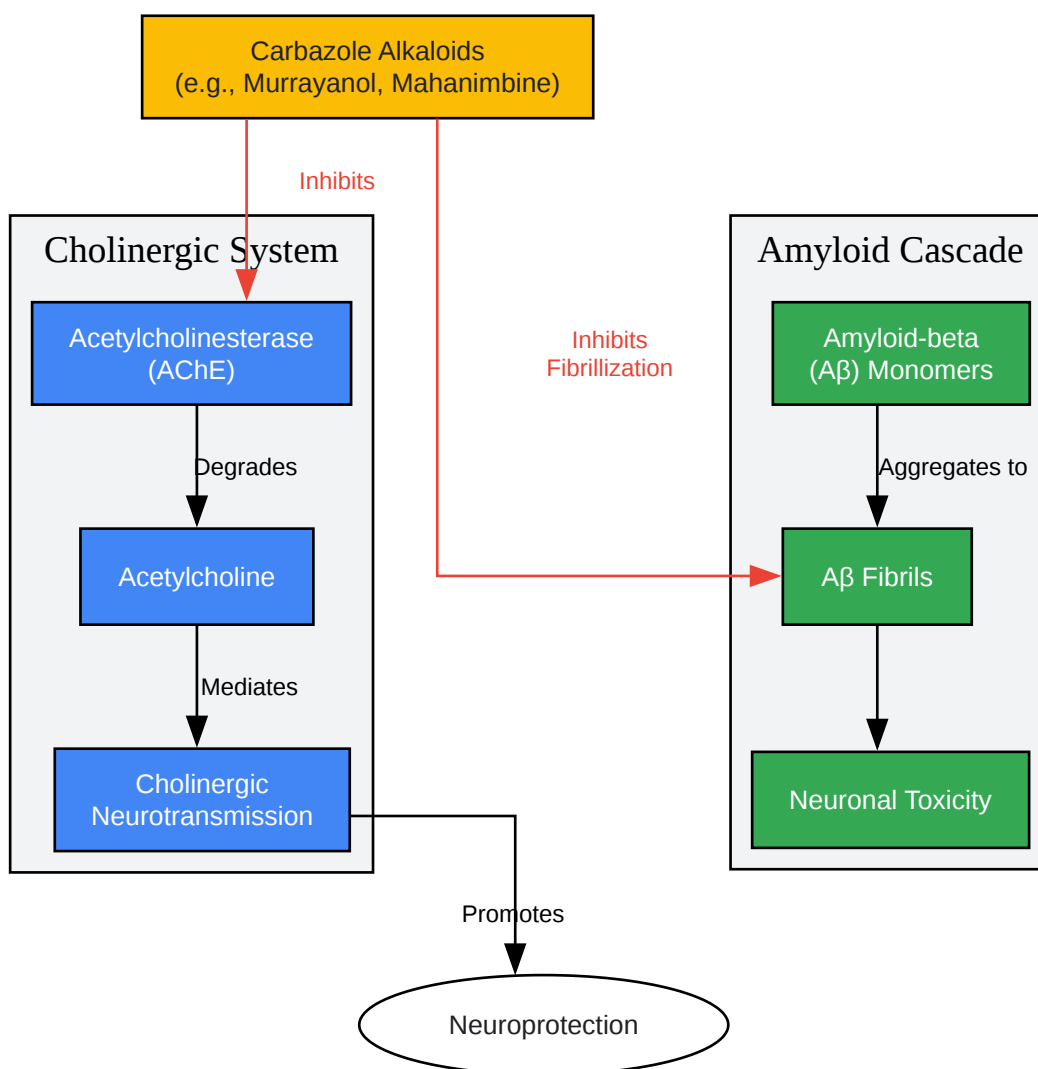 Carbazole Alkaloids
(e.g., Murrayanol, Mahanimbine)
Inhibits
Cholinergic System
Acetylcholinesterase
(AChE)
Degrades
Acetylcholine
Mediates
Cholinergic
Neurotransmission
Inhibits
Fibrillization
Amyloid Cascade
Amyloid-beta
(Aβ) Monomers
Aggregates to
Aβ Fibrils
Neuronal Toxicity
Promotes
Neuroprotection